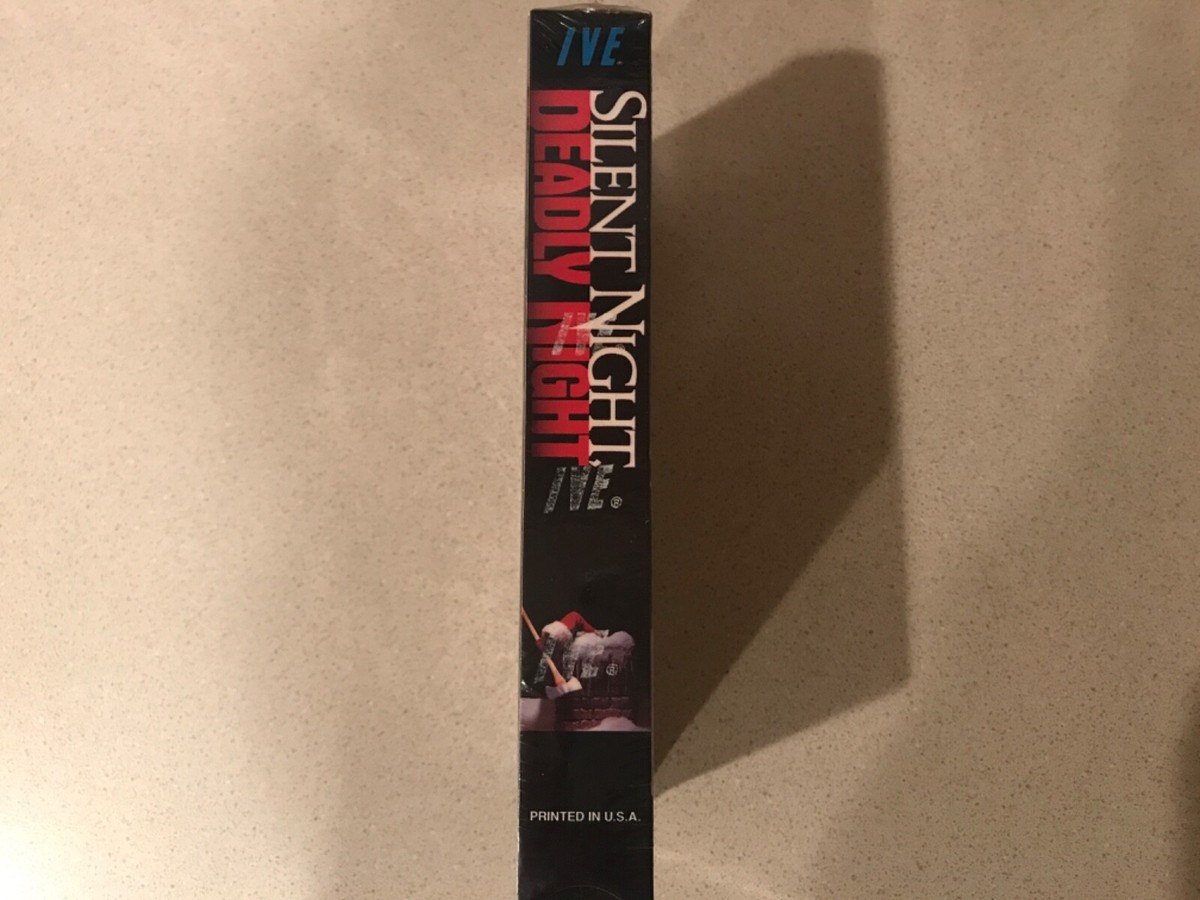 IVE
SILENT NIGHT,
DEADLY NIGHT
IVE®
PRINTED IN U.S.A.